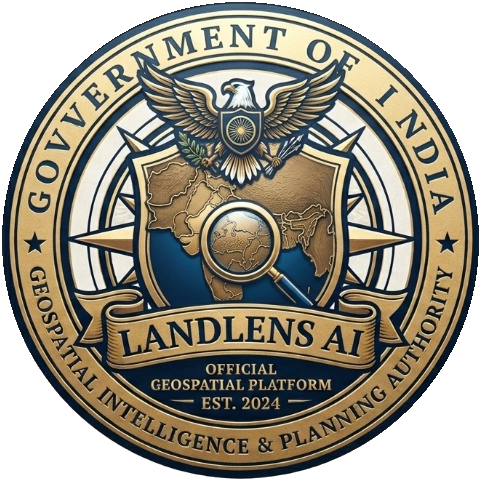 GOVVERNMENT OF INDIA
LANDLENS AI
OFFICIAL
GEOSPATIAL PLATFORM
EST. 2024
GEOSPATIAL INTELLIGENCE & PLANNING AUTHORITY